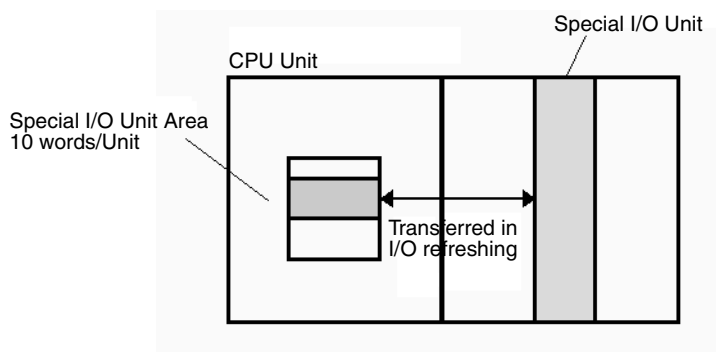 Special I/O Unit
CPU Unit
Special I/O Unit Area
10 words/Unit
Transferred in
I/O refreshing